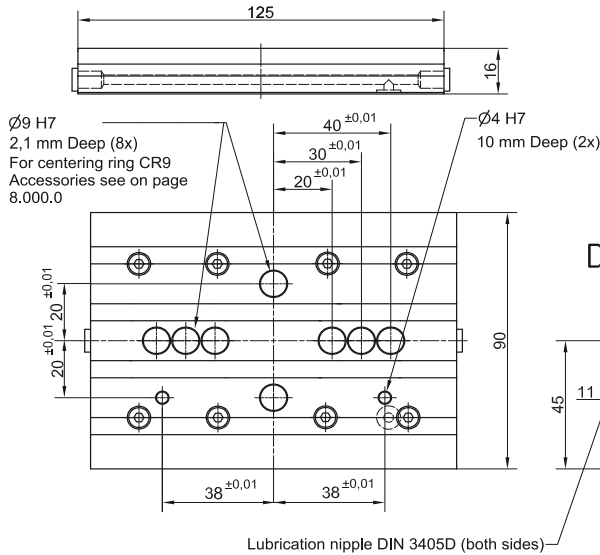 125
16
Ø9 H7
2,1 mm Deep (8x)
For centering ring CR9
Accessories see on page
8.000.0
40 ±0,01
30 ±0,01
20 ±0,01
Ø4 H7
10 mm Deep (2x)
D
20 ±0,01
20 ±0,01
90
45
11
38 ±0,01
38 ±0,01
Lubrication nipple DIN 3405D (both sides)